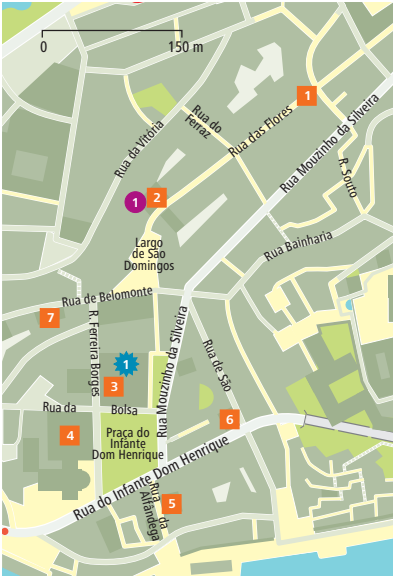 0 150 m
1
Rua do
Ferraz
Rua das Flores
Rua Mouzinho da Silveira
Rua da Vitória
R. Souto
1
2
Largo
de São
Domingos
Rua Bainharia
Rua de Belomonte
7
R. Ferreira Borges
Rua Mouzinho da Silveira
Rua de São
1
3
Rua da Bolsa
6
4
Praça do
Infante
Dom Henrique
Rua do Infante Dom Henrique
Rua da
Alfândega
5